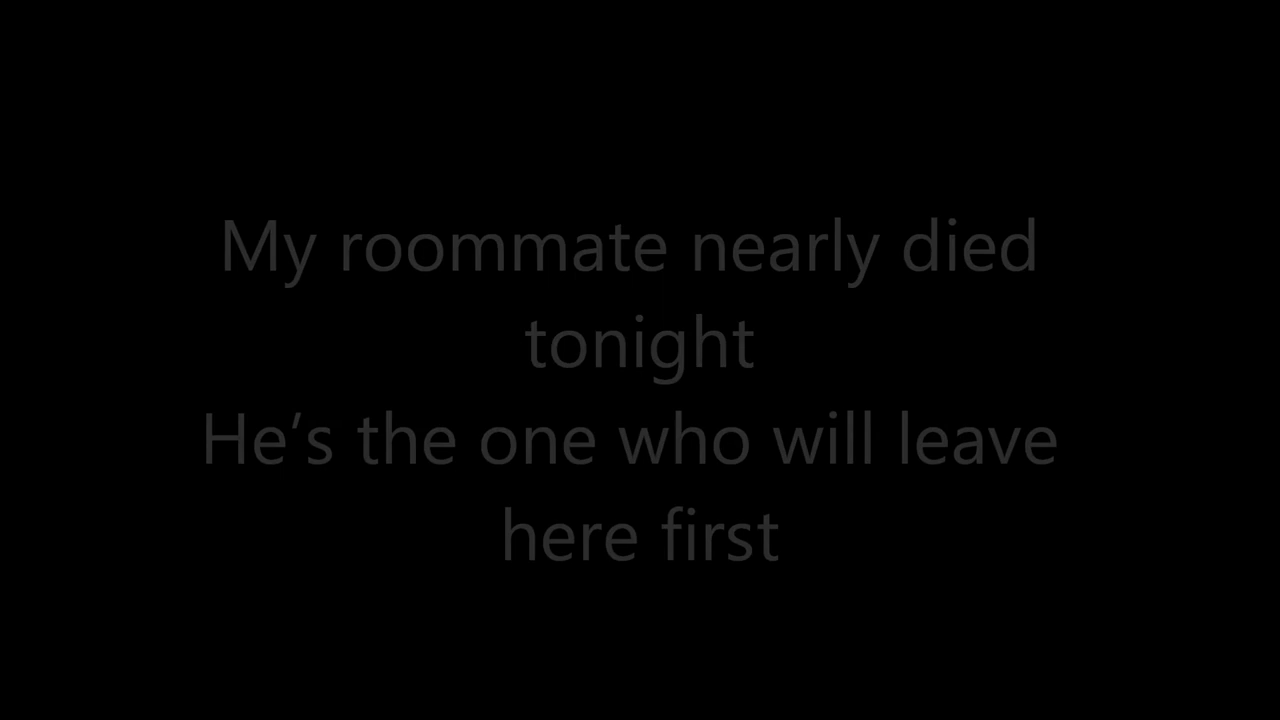 My roommate nearly died
tonight
He’s the one who will leave
here first